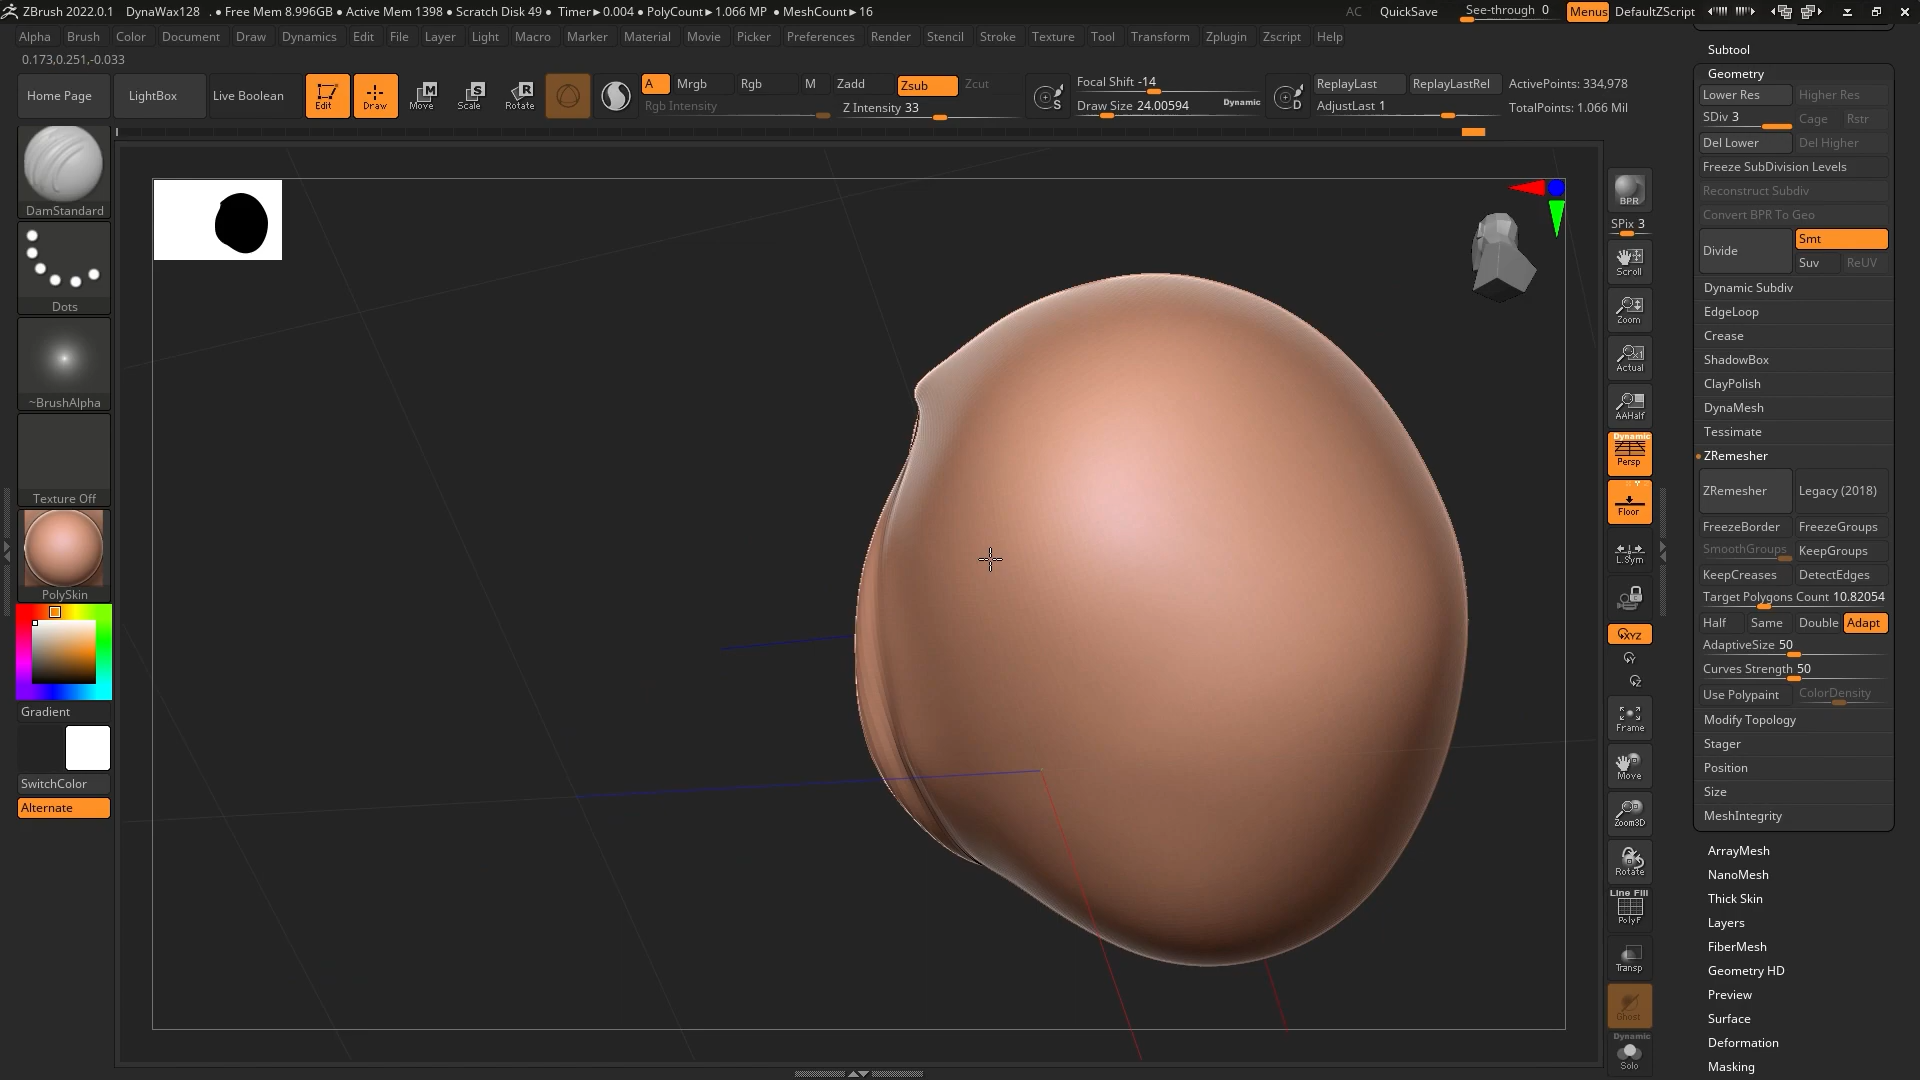 ZBrush 2022.0.1 DynaWax128 . ● Free Mem 8.996GB ● Active Mem 1398 ● Scratch Disk 49 ● Timer►0.004 ● PolyCount►1.066 MP ● MeshCount►16 AC QuickSave See-through 0 Menus DefaultZScript
Alpha Brush Color Document Draw Dynamics Edit File Layer Light Macro Marker Material Movie Picker Preferences Render Stencil Stroke Texture Tool Transform Zplugin Zscript Help
0.173,0.251,-0.033
Home Page LightBox Live Boolean Edit Draw Move Scale Rotate
A Mrgb Rgb M Zadd Zsub Zcut
Rgb Intensity Z Intensity 33
S Focal Shift -14
Draw Size 24.00594 Dynamic
D ReplayLast ReplayLastRel ActivePoints: 334,978
AdjustLast 1 TotalPoints: 1.066 Mil
DamStandard
Dots
~BrushAlpha
Texture Off
PolySkin
Gradient
SwitchColor
Alternate
BPR
SPix 3
Scroll
Zoom
Actual
AAHalf
Dynamic
Persp
Floor
L.Sym
XYZ
Y
Z
Frame
Move
Zoom3D
Rotate
Line Fill
PolyF
Transp
Ghost
Dynamic
Solo
Subtool
Geometry
Lower Res Higher Res
SDiv 3 Cage Rstr
Del Lower Del Higher
Freeze SubDivision Levels
Reconstruct Subdiv
Convert BPR To Geo
Divide Smt
Suv ReUV
Dynamic Subdiv
EdgeLoop
Crease
ShadowBox
ClayPolish
DynaMesh
Tessimate
ZRemesher
ZRemesher Legacy (2018)
FreezeBorder FreezeGroups
SmoothGroups KeepGroups
KeepCreases DetectEdges
Target Polygons Count 10.82054
Half Same Double Adapt
AdaptiveSize 50
Curves Strength 50
Use Polypaint ColorDensity
Modify Topology
Stager
Position
Size
MeshIntegrity
ArrayMesh
NanoMesh
Thick Skin
Layers
FiberMesh
Geometry HD
Preview
Surface
Deformation
Masking